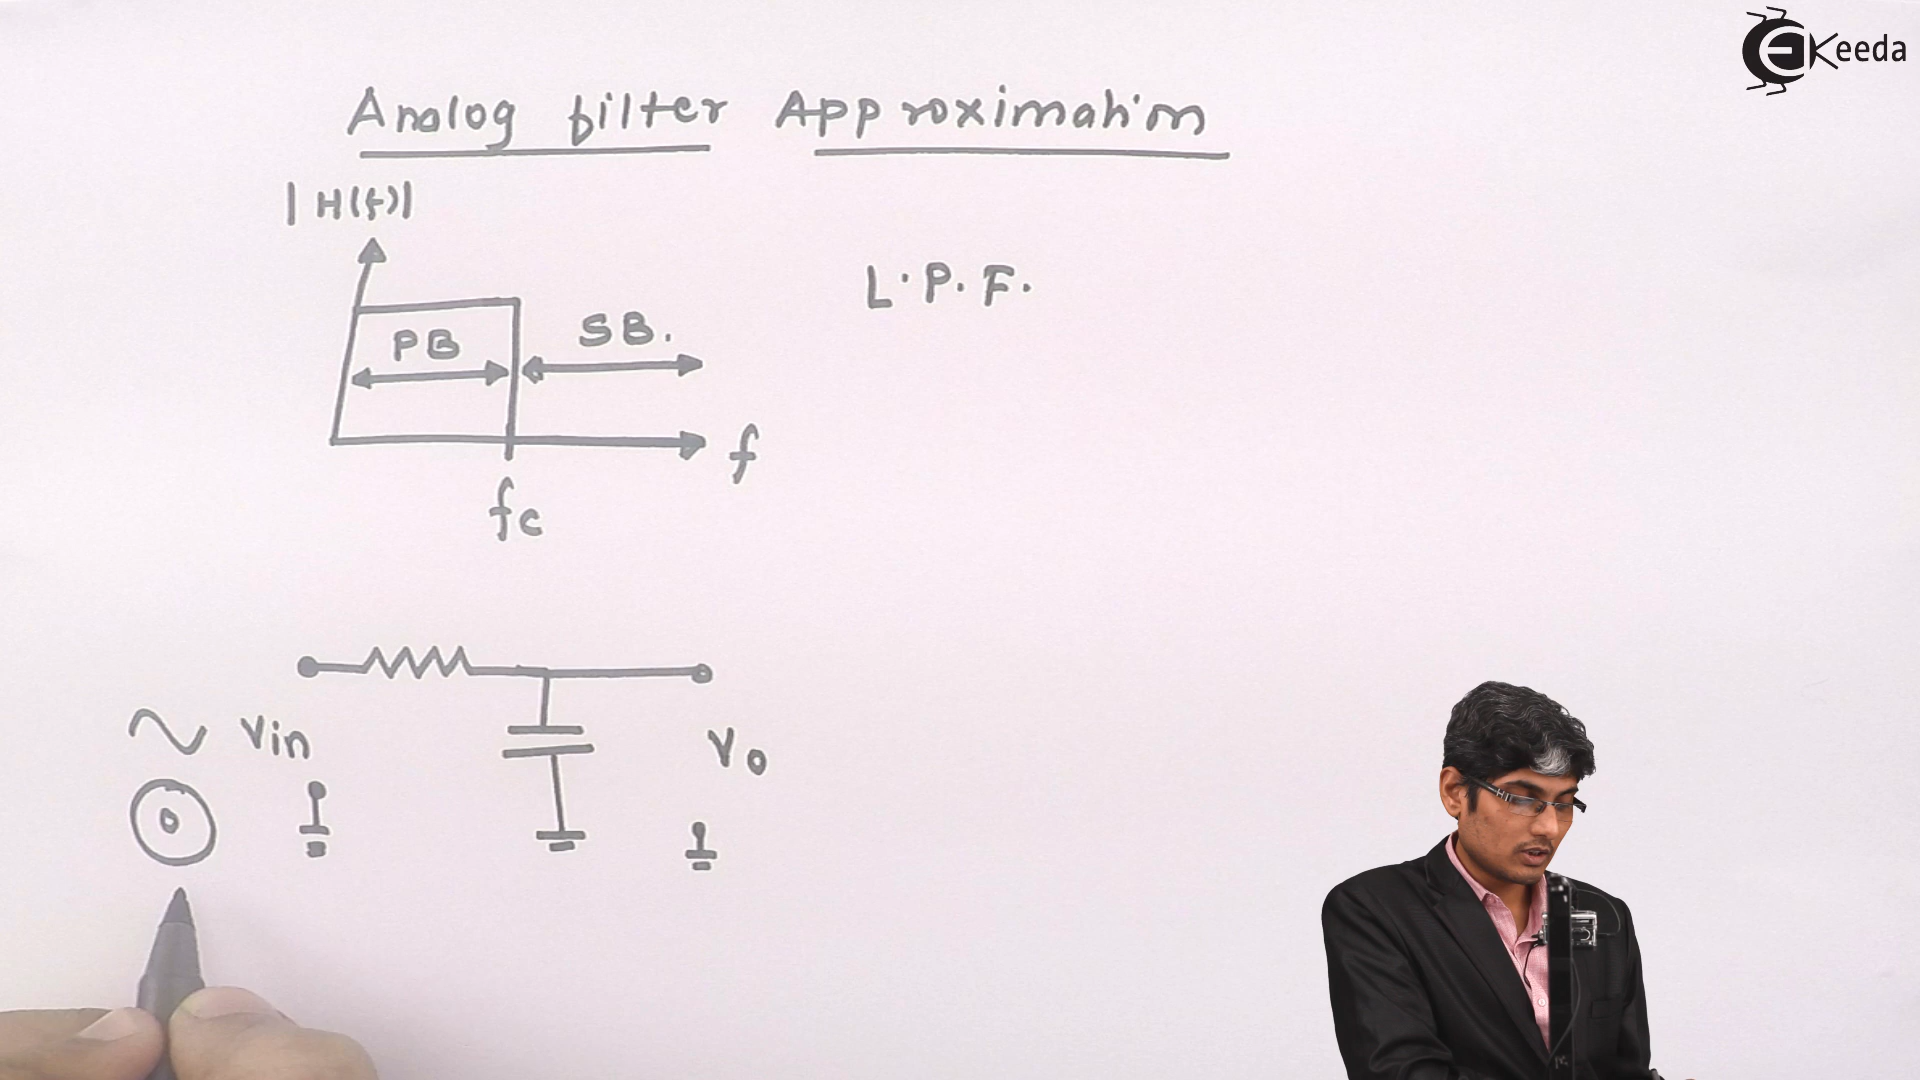 Keeda
Analog filter Approximation
|H(f)|
L.P.F.
PB
SB.
f
fc
Vin
Vo